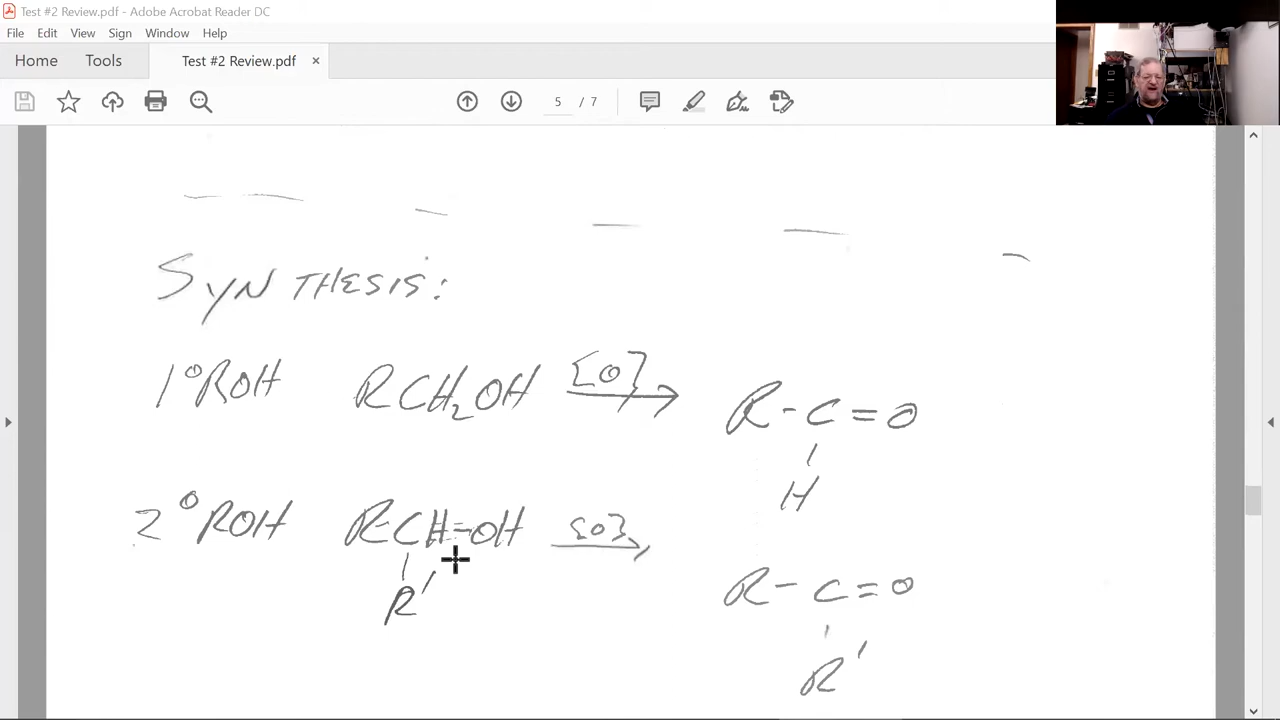 Test #2 Review.pdf - Adobe Acrobat Reader DC
File Edit View Sign Window Help
Home Tools Test #2 Review.pdf ×
5 / 7
SYNTHESIS:
1° ROH RCH₂OH [O] → R-C=O
H
2° ROH R-CH-OH [O] → R-C=O
R'
R'